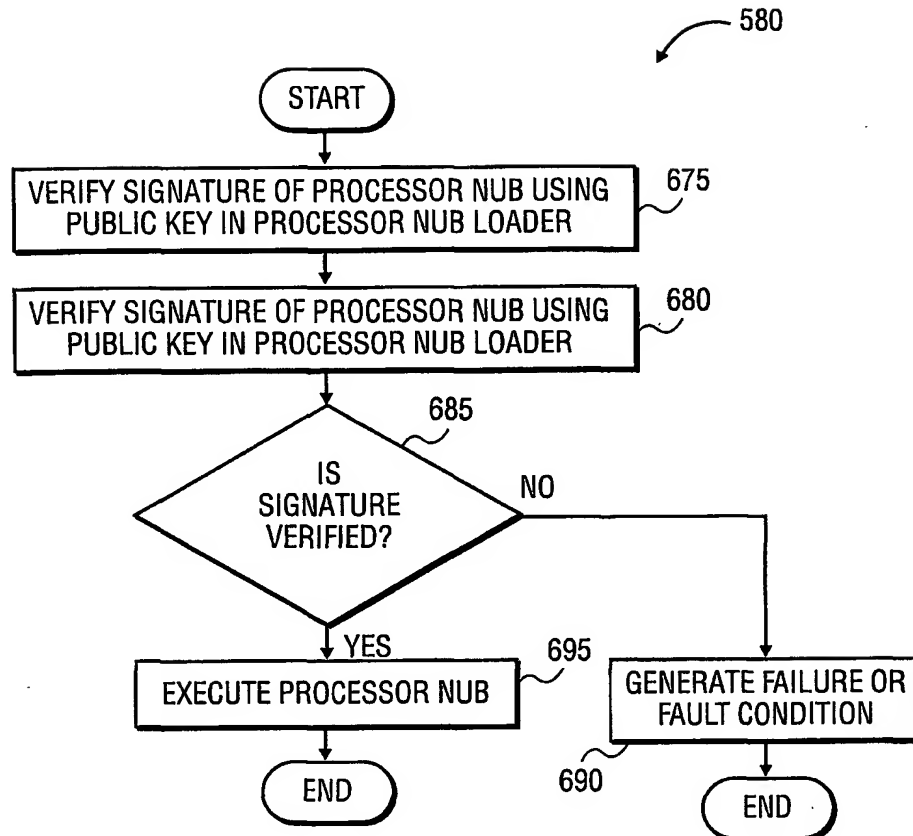 580
START
VERIFY SIGNATURE OF PROCESSOR NUB USING
PUBLIC KEY IN PROCESSOR NUB LOADER
675
VERIFY SIGNATURE OF PROCESSOR NUB USING
PUBLIC KEY IN PROCESSOR NUB LOADER
680
685
IS
SIGNATURE
VERIFIED?
NO
YES
695
EXECUTE PROCESSOR NUB
GENERATE FAILURE OR
FAULT CONDITION
690
END
END